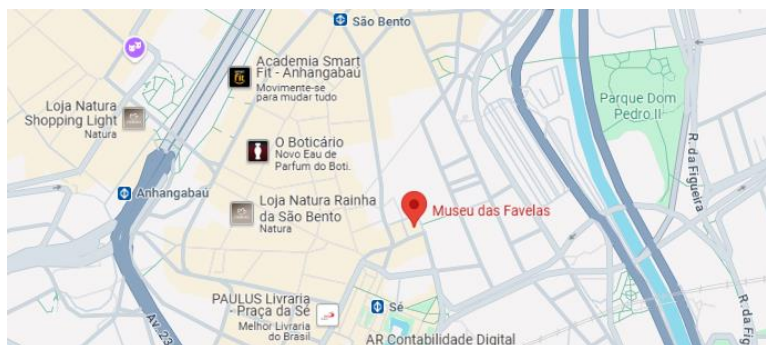 São Bento
Academia Smart
Fit - Anhangabaú
Movimente-se
para mudar tudo
Loja Natura
Shopping Light
Natura
Parque Dom
Pedro II
R. da Figueira
O Boticário
Novo Eau de
Parfum do Boti.
Anhangabaú
Loja Natura Rainha
da São Bento
Natura
Museu das Favelas
PAULUS Livraria
- Praça da Sé
Melhor Livraria
do Brasil
Sé
AR Contabilidade Digital
Av. 23
R. da Fig